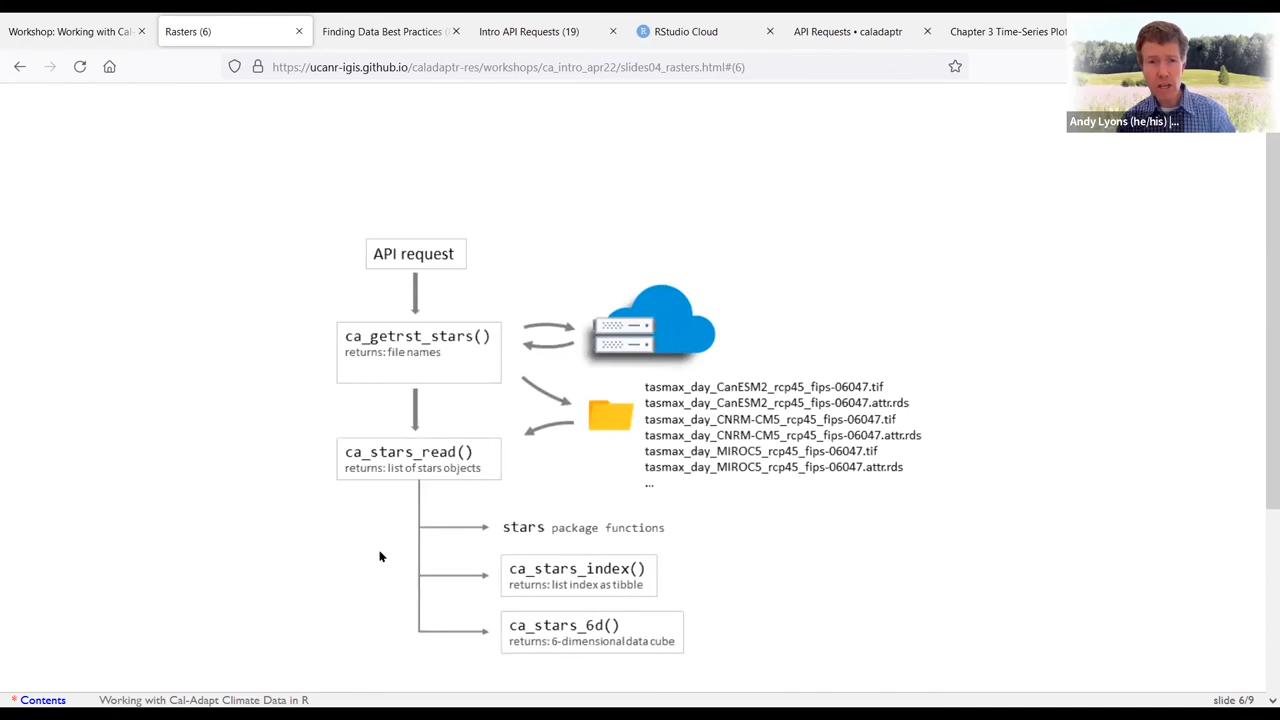 Workshop: Working with Cal-
Rasters (6)
Finding Data Best Practices (
Intro API Requests (19)
RStudio Cloud
API Requests • caladaptr
Chapter 3 Time-Series Plot
https://ucanr-igis.github.io/caladaptr-res/workshops/ca_intro_apr22/slides04_rasters.html#(6)
Andy Lyons (he/his) |...
API request
ca_getrst_stars()
returns: file names
tasmax_day_CanESM2_rcp45_fips-06047.tif
tasmax_day_CanESM2_rcp45_fips-06047.attr.rds
tasmax_day_CNRM-CM5_rcp45_fips-06047.tif
tasmax_day_CNRM-CM5_rcp45_fips-06047.attr.rds
tasmax_day_MIROC5_rcp45_fips-06047.tif
tasmax_day_MIROC5_rcp45_fips-06047.attr.rds
...
ca_stars_read()
returns: list of stars objects
stars package functions
ca_stars_index()
returns: list index as tibble
ca_stars_6d()
returns: 6-dimensional data cube
* Contents
Working with Cal-Adapt Climate Data in R
slide 6/9